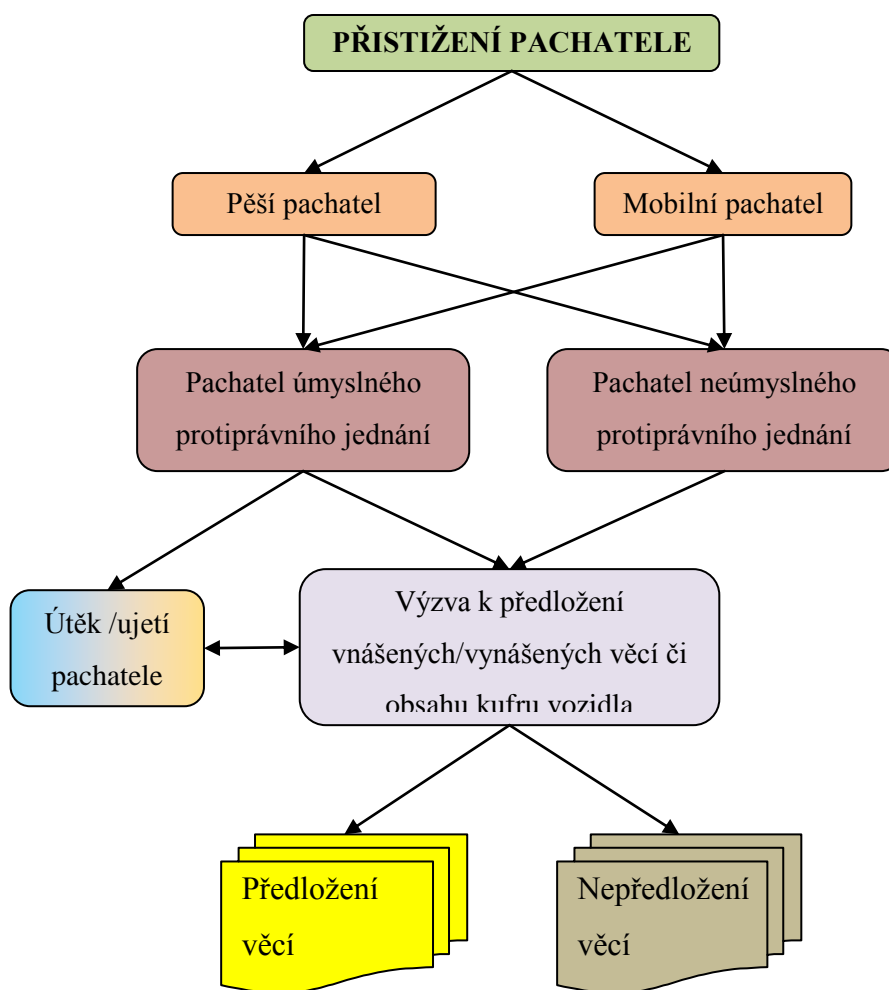 PŘISTIŽENÍ PACHATELE
Pěší pachatel
Mobilní pachatel
Pachatel úmyslného
protiprávního jednání
Pachatel neúmyslného
protiprávního jednání
Útěk /ujetí
pachatele
Výzva k předložení
vnášených/vynášených věcí či
obsahu kufru vozidla
Předložení
věcí
Nepředložení
věcí